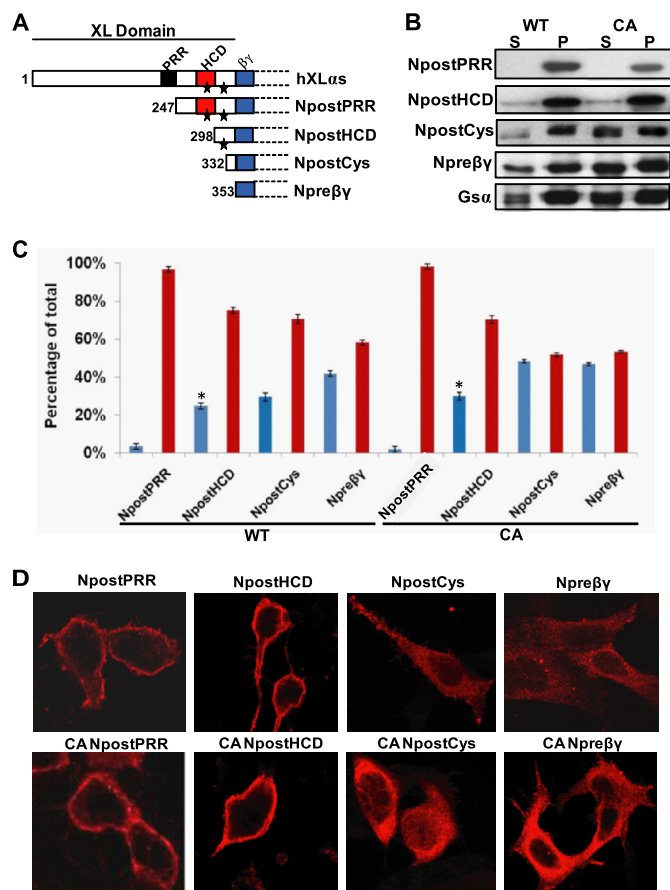 A
XL Domain
PRR
HCD
βγ
1
hXLαs
247
NpostPRR
298
NpostHCD
332
NpostCys
353
Npreβγ
B
WT CA
S P S P
NpostPRR
NpostHCD
NpostCys
Npreβγ
Gsα
C
Percentage of total
100%
80%
60%
40%
20%
0%
*
*
NpostPRR
NpostHCD
NpostCys
Npreβγ
NpostPRR
NpostHCD
NpostCys
Npreβγ
WT
CA
D
NpostPRR NpostHCD NpostCys Npreβγ
CA NpostPRR CA NpostHCD CA NpostCys CA Npreβγ